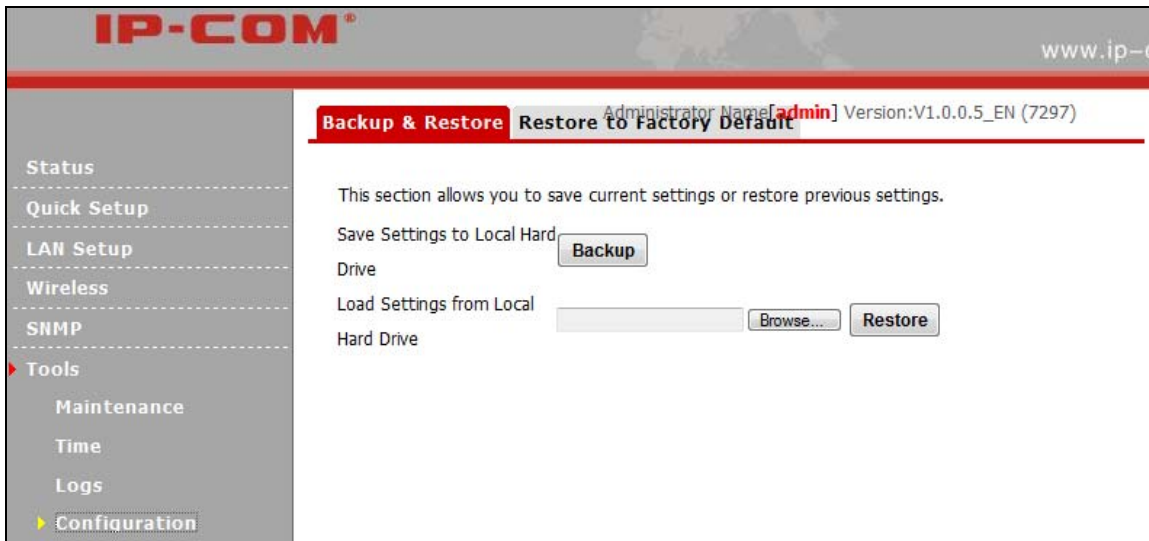 IP-COM®
www.ip-c
Administrator Name[admin] Version:V1.0.0.5_EN (7297)
Backup & Restore
Restore to Factory Default
Status
Quick Setup
LAN Setup
Wireless
SNMP
Tools
Maintenance
Time
Logs
Configuration
This section allows you to save current settings or restore previous settings.
Save Settings to Local Hard
Drive
Backup
Load Settings from Local
Hard Drive
Browse...
Restore